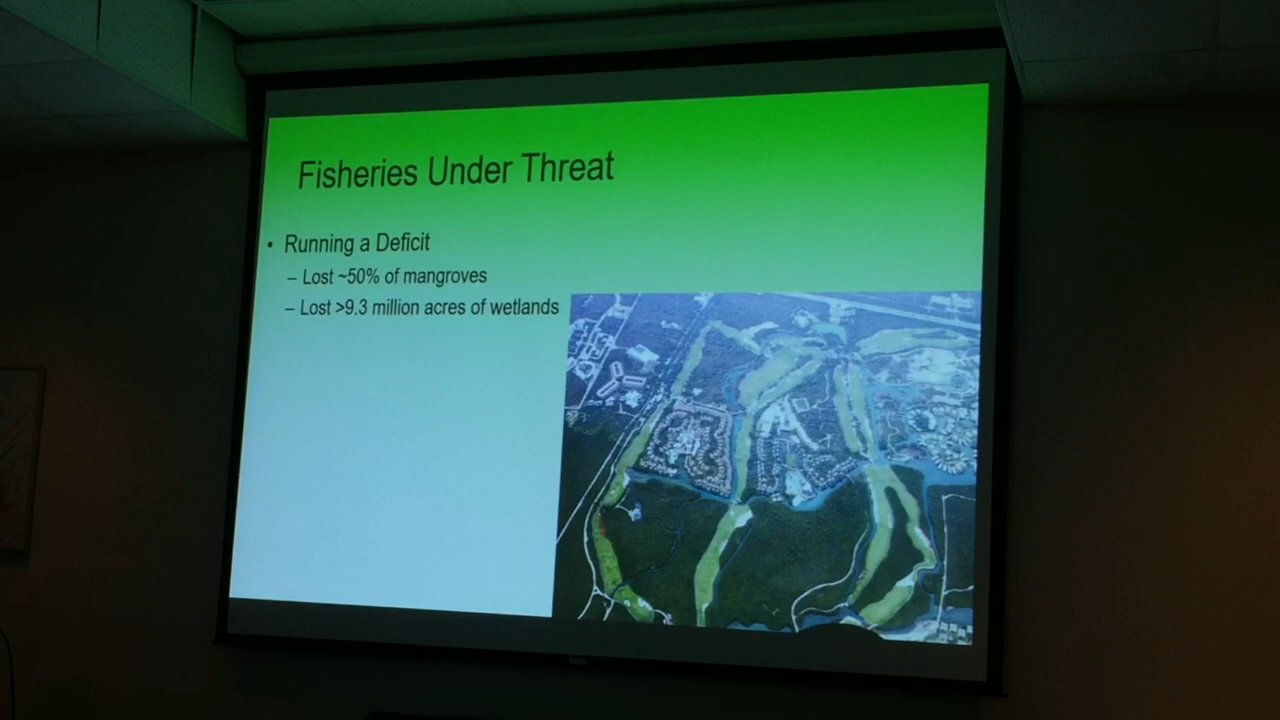 Fisheries Under Threat
• Running a Deficit
– Lost ~50% of mangroves
– Lost >9.3 million acres of wetlands